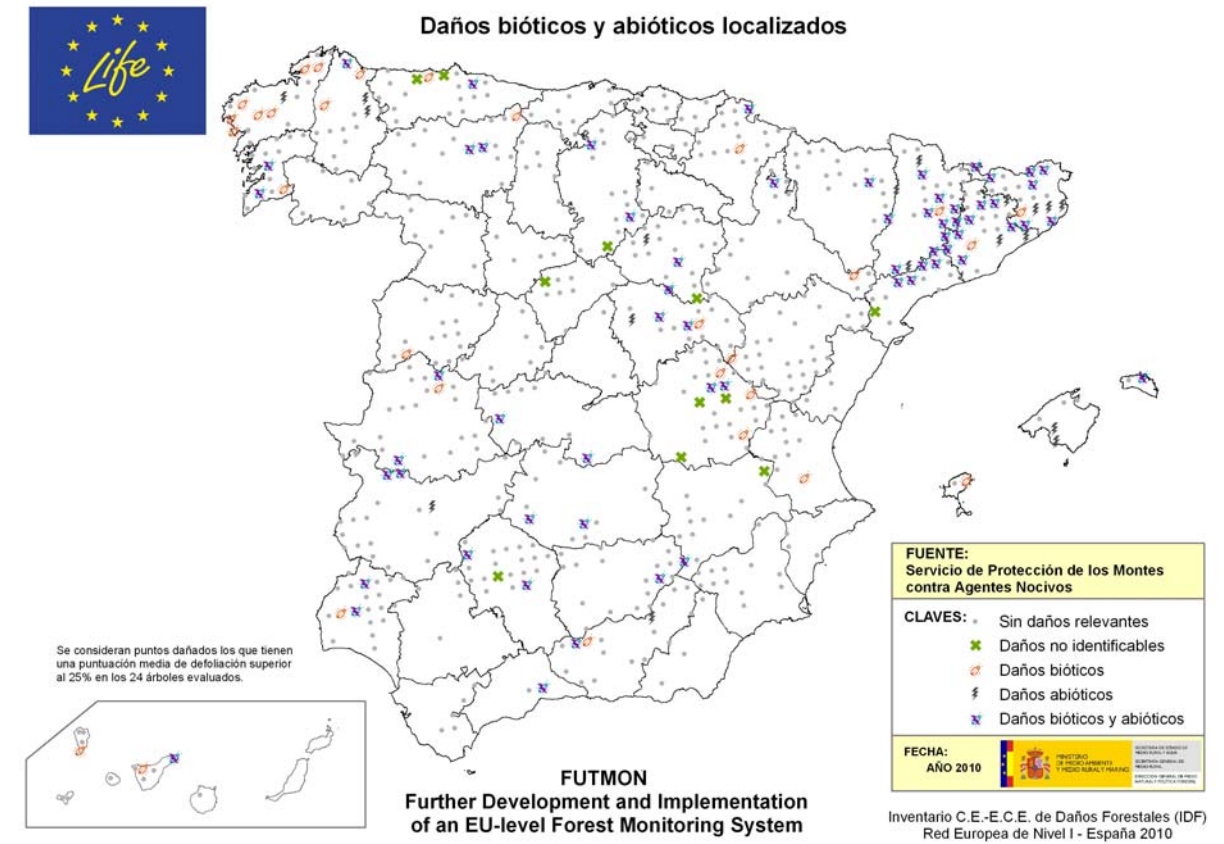 Daños bióticos y abióticos localizados
Life
Se consideran puntos dañados los que tienen
una puntuación media de defoliación superior
al 25% en los 24 árboles evaluados.
FUENTE:
Servicio de Protección de los Montes
contra Agentes Nocivos
CLAVES:
Sin daños relevantes
Daños no identificables
Daños bióticos
Daños abióticos
Daños bióticos y abióticos
FECHA:
AÑO 2010
MINISTERIO
DE MEDIO AMBIENTE
Y MEDIO RURAL Y MARINO
FUTMON
Further Development and Implementation
of an EU-level Forest Monitoring System
Inventario C.E.-E.C.E. de Daños Forestales (IDF)
Red Europea de Nivel I - España 2010